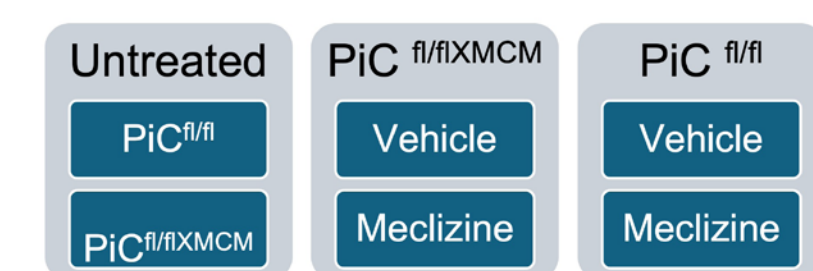 Untreated
PiCfl/fl
PiCfl/flXMCM
PiC fl/flXMCM
Vehicle
Meclizine
PiC fl/fl
Vehicle
Meclizine